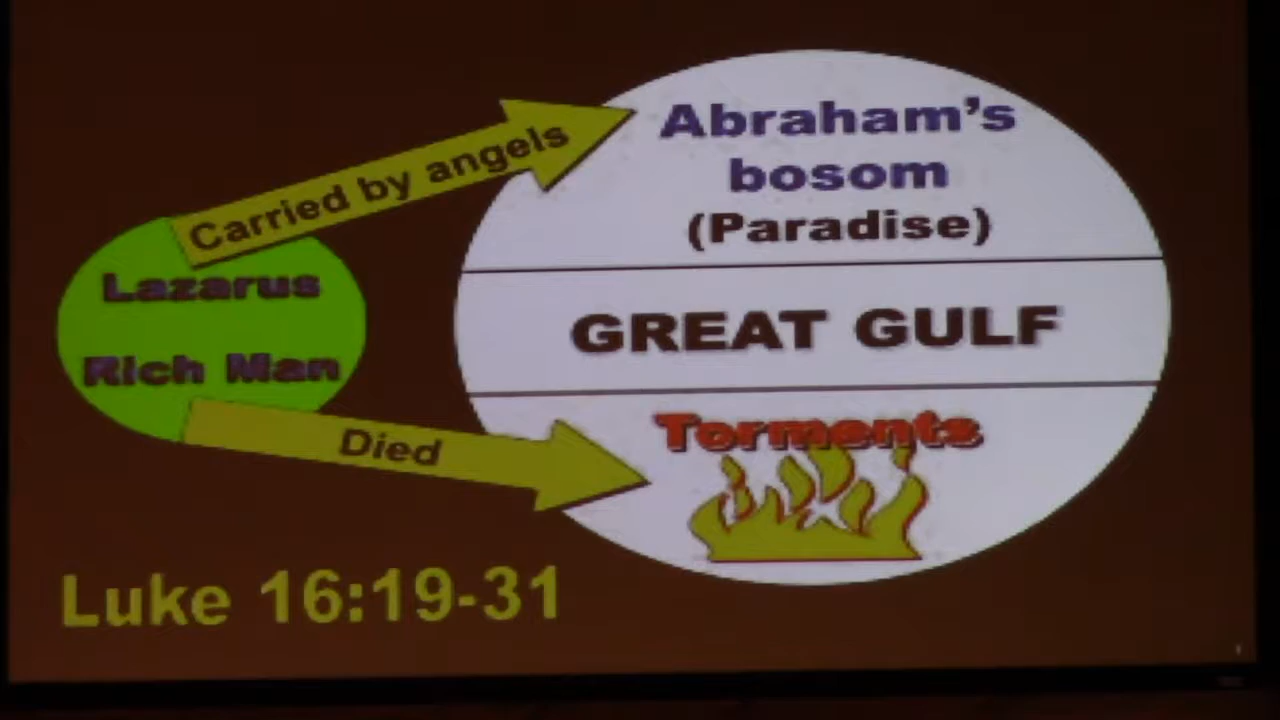 Carried by angels
Abraham's
bosom
(Paradise)
Lazarus
Rich Man
GREAT GULF
Died
Torments
Luke 16:19-31